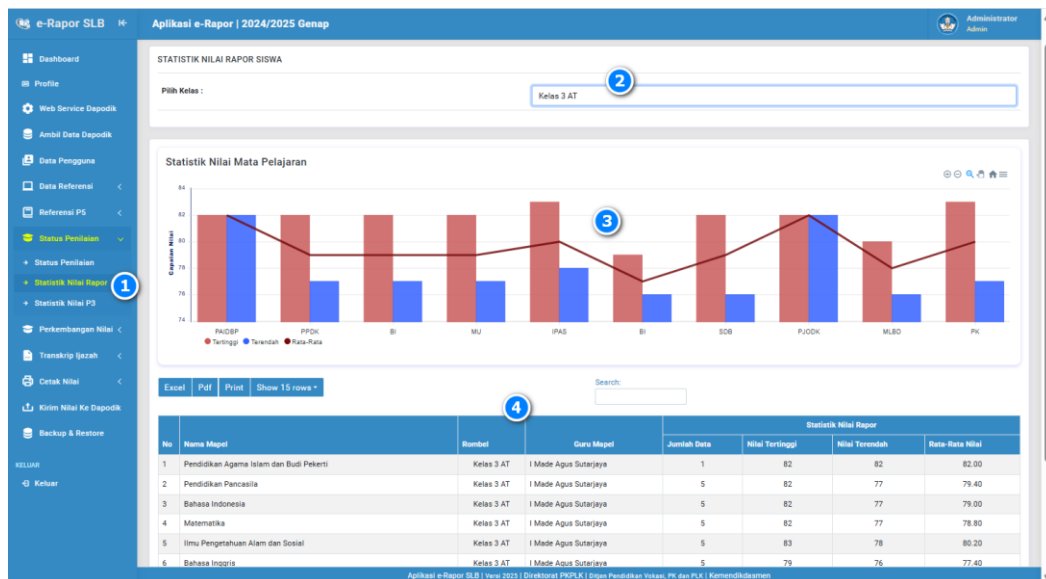 e-Rapor SLB
Aplikasi e-Rapor | 2024/2025 Genap
Administrator
Admin
Dashboard
Profile
Web Service Dapodik
Ambil Data Dapodik
Data Pengguna
Data Referensi
Referensi P5
Status Penilaian
Status Penilaian
Statistik Nilai Rapor
Statistik Nilai P3
Perkembangan Nilai
Transkrip Ijazah
Cetak Nilai
Kirim Nilai Ke Dapodik
Backup & Restore
KELUAR
Keluar
1
STATISTIK NILAI RAPOR SISWA
Pilih Kelas :
Kelas 3 AT
2
Statistik Nilai Mata Pelajaran
84
82
80
78
76
74
Capaian Nilai
3
PAIDBP PPDK BI MU IPAS BI SDB PJODK MLBD PK
Tertinggi Terendah Rata-Rata
Excel Pdf Print Show 15 rows
Search:
4
Statistik Nilai Rapor
No Nama Mapel Rombel Guru Mapel Jumlah Data Nilai Tertinggi Nilai Terendah Rata-Rata Nilai
1 Pendidikan Agama Islam dan Budi Pekerti Kelas 3 AT I Made Agus Sutarjaya 1 82 82 82.00
2 Pendidikan Pancasila Kelas 3 AT I Made Agus Sutarjaya 5 82 77 79.40
3 Bahasa Indonesia Kelas 3 AT I Made Agus Sutarjaya 5 82 77 79.00
4 Matematika Kelas 3 AT I Made Agus Sutarjaya 5 82 77 78.80
5 Ilmu Pengetahuan Alam dan Sosial Kelas 3 AT I Made Agus Sutarjaya 5 83 78 80.20
6 Bahasa Inggris Kelas 3 AT I Made Agus Sutarjaya 5 79 76 77.40
Aplikasi e-Rapor SLB | Versi 2023 | Direktorat PKPLK | Ditjen Pendidikan Vokasi, PK dan PLK | Kemendikdasmen